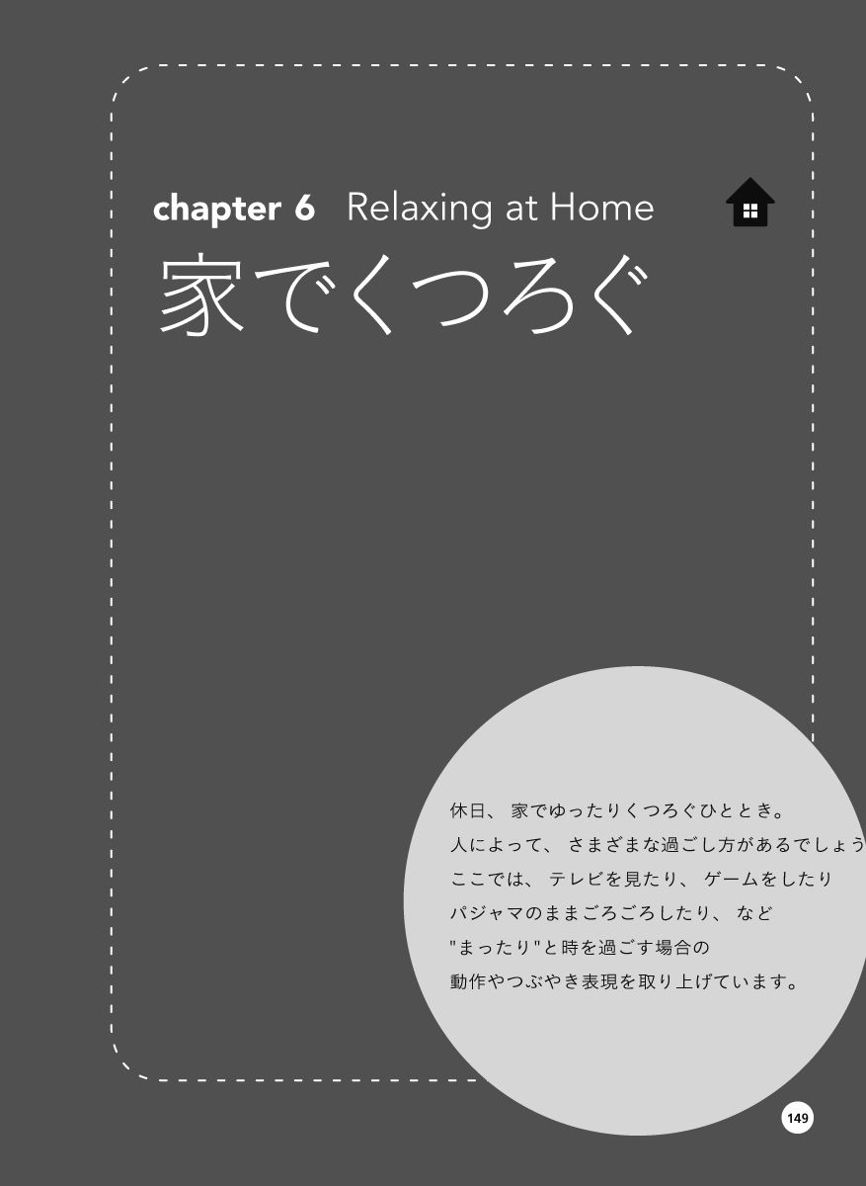 chapter 6 Relaxing at Home
家でくつろぐ
休日、 家でゆったりくつろぐひととき。
人によって、 さまざまな過ごし方があるでしょう
ここでは、 テレビを見たり、 ゲームをしたり
パジャマのままごろごろしたり、 など
"まったり"と時を過ごす場合の
動作やつぶやき表現を取り上げています。
149